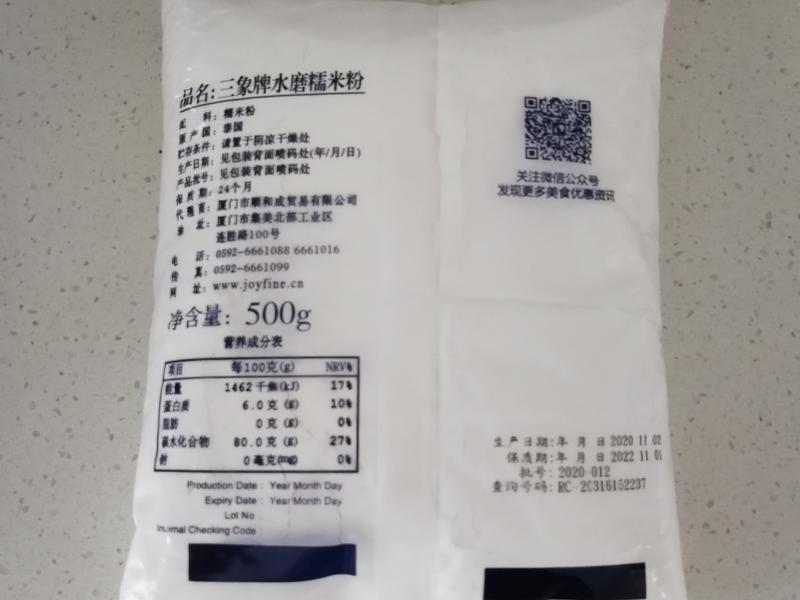 品名:三象牌水磨糯米粉
配 料:糯米粉
原 产 国:泰国
贮存条件:请置于阴凉干燥处
生产日期:见包装背面喷码处(年/月/日)
产品批号:见包装背面喷码处
保 质 期:24个月
代 理 商:厦门市顺和成贸易有限公司
地 址:厦门市集美北部工业区
连胜路100号
电 话:0592-6661088 6661016
传 真:0592-6661099
网 址:www.joyfine.cn
净含量:500g
营养成分表
项目 每100克(g) NRV%
能量 1462千焦(kJ) 17%
蛋白质 6.0克(g) 10%
脂肪 0克(g) 0%
碳水化合物 80.0克(g) 27%
钠 0毫克(mg) 0%
Production Date : Year Month Day
Expiry Date : Year Month Day
Lot No :
Internal Checking Code :
关注微信公众号
发现更多美食优惠资讯
生产日期:年 月 日 2020 11 02
保质期:年 月 日 2022 11 01
批号: 2020-012
查询号码: RC-20316152237